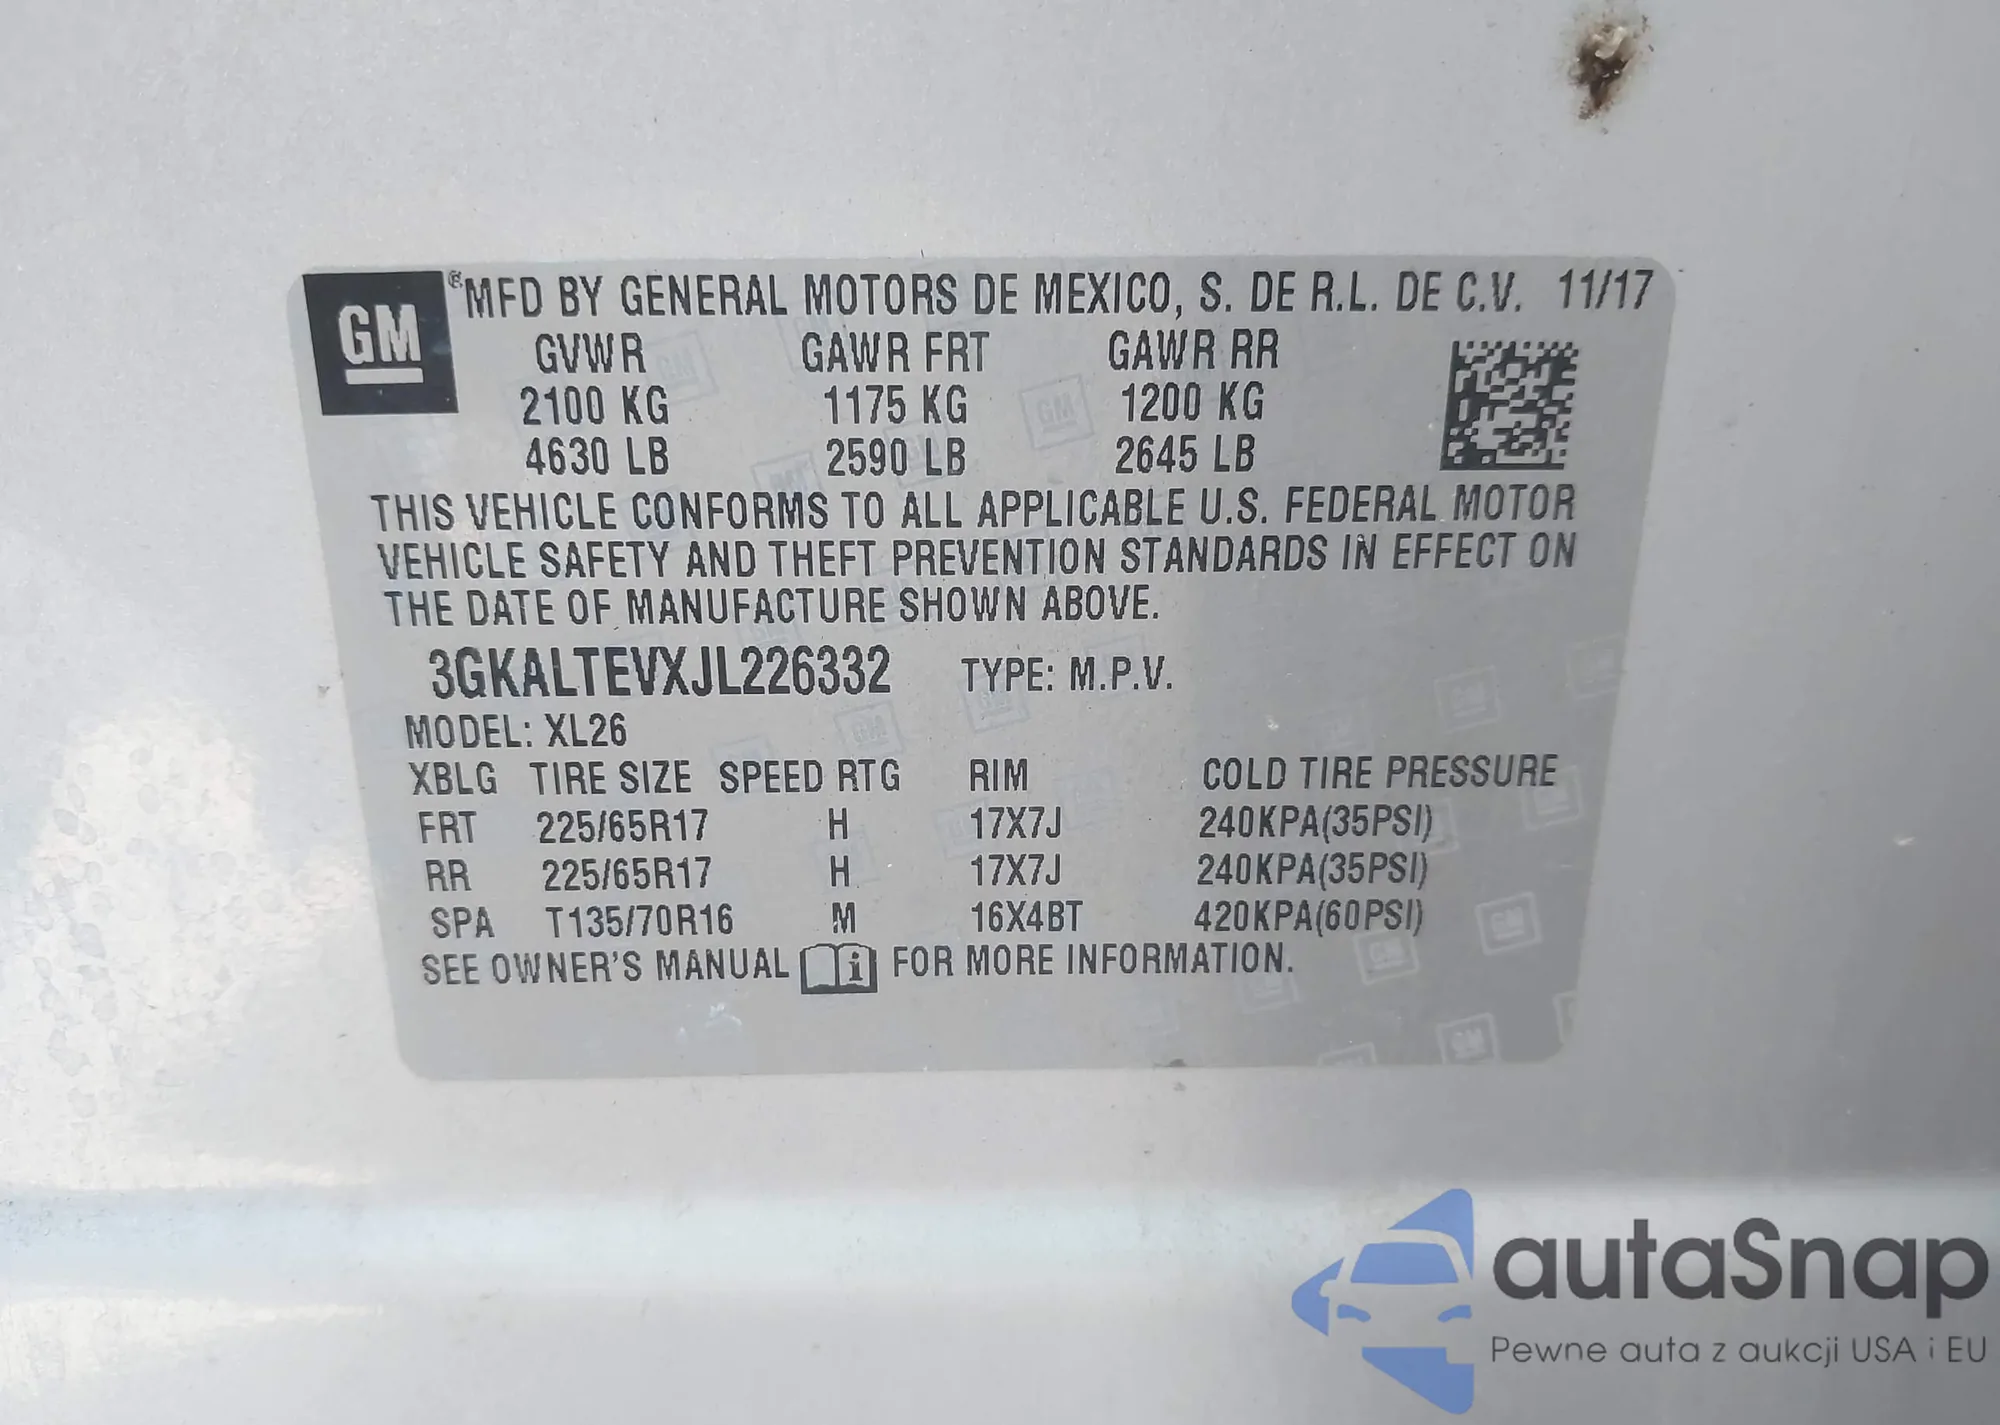 GM ® MFD BY GENERAL MOTORS DE MEXICO, S. DE R.L. DE C.V. 11/17
GVWR GAWR FRT GAWR RR
2100 KG 1175 KG 1200 KG
4630 LB 2590 LB 2645 LB
THIS VEHICLE CONFORMS TO ALL APPLICABLE U.S. FEDERAL MOTOR
VEHICLE SAFETY AND THEFT PREVENTION STANDARDS IN EFFECT ON
THE DATE OF MANUFACTURE SHOWN ABOVE.
3GKALTEVXJL226332 TYPE: M.P.V.
MODEL: XL26
XBLG TIRE SIZE SPEED RTG RIM COLD TIRE PRESSURE
FRT 225/65R17 H 17X7J 240KPA(35PSI)
RR 225/65R17 H 17X7J 240KPA(35PSI)
SPA T135/70R16 M 16X4BT 420KPA(60PSI)
SEE OWNER'S MANUAL i FOR MORE INFORMATION.
autaSnap
Pewne auta z aukcji USA i EU